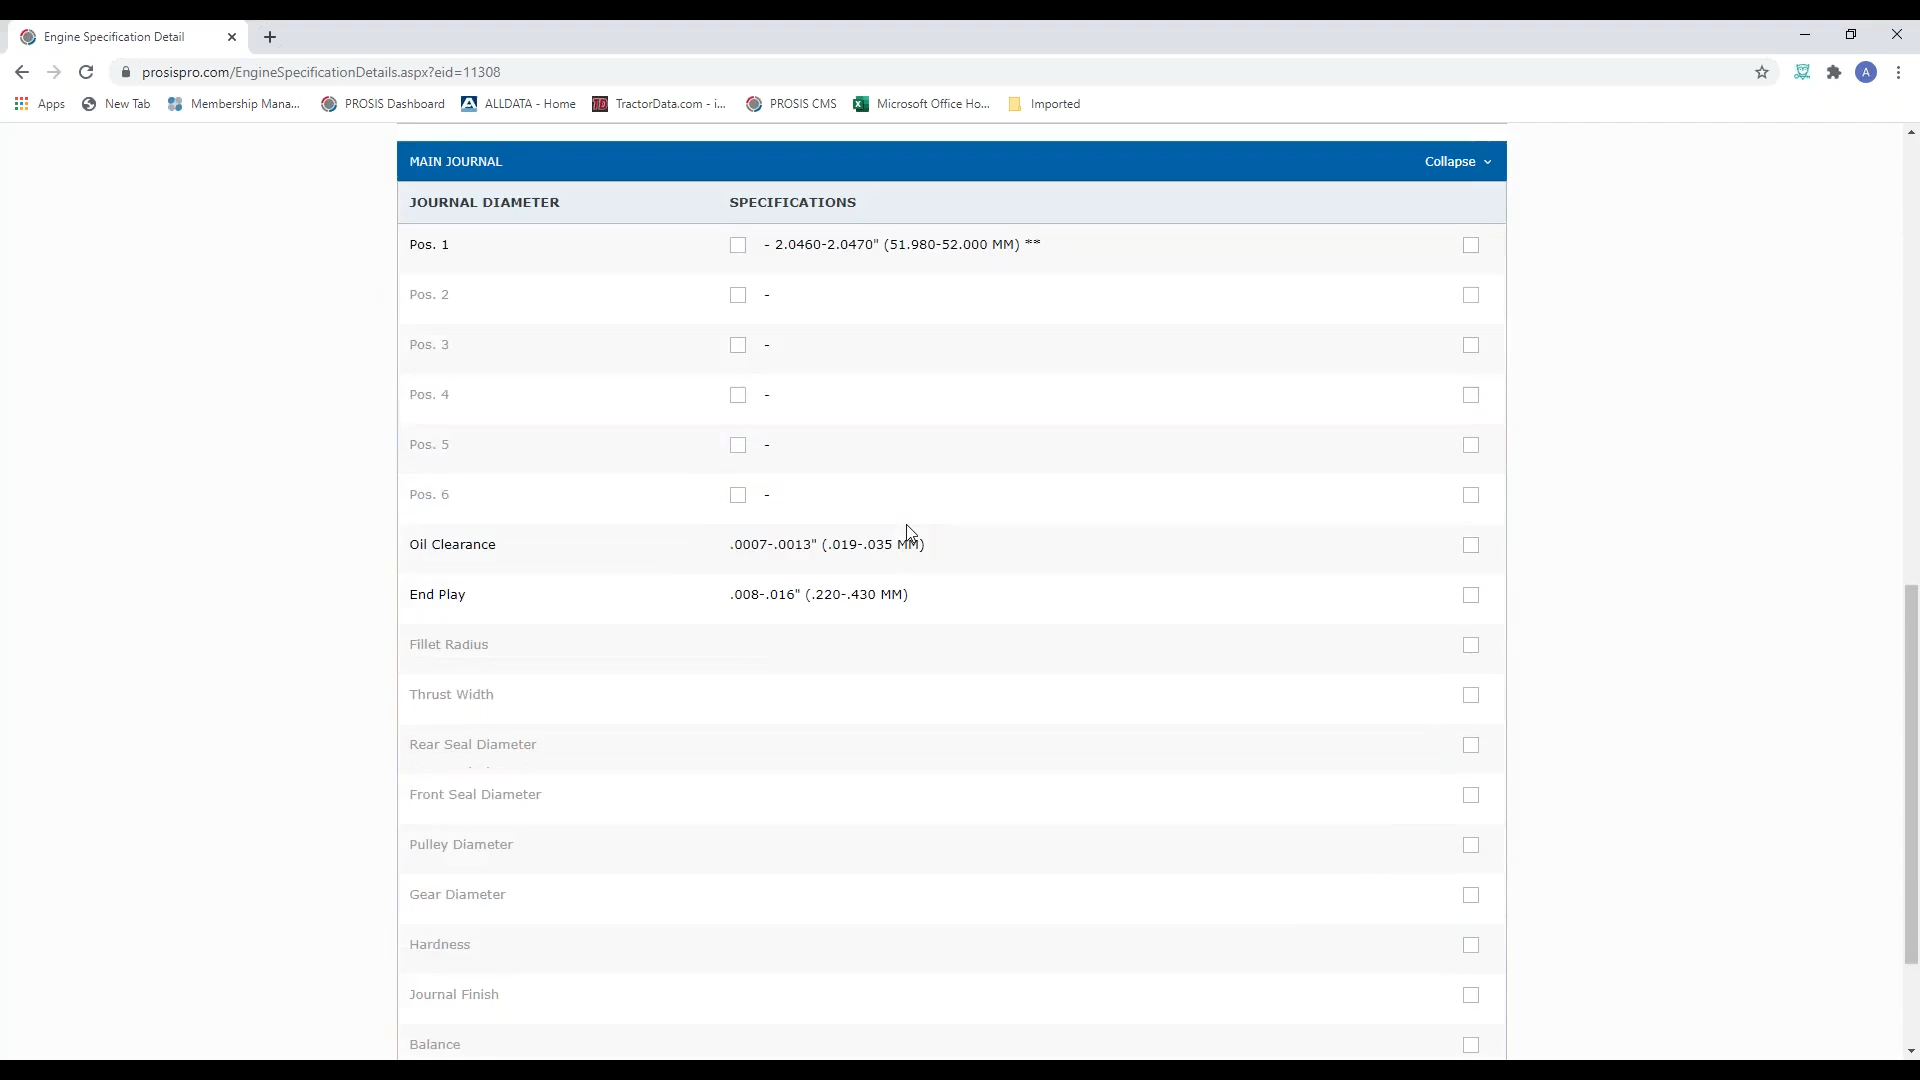 Engine Specification Detail
prosispro.com/EngineSpecificationDetails.aspx?eid=11308
A
Apps New Tab Membership Mana... PROSIS Dashboard ALLDATA - Home TractorData.com - i... PROSIS CMS Microsoft Office Ho... Imported
MAIN JOURNAL Collapse
JOURNAL DIAMETER SPECIFICATIONS
Pos. 1 - 2.0460-2.0470" (51.980-52.000 MM) **
Pos. 2 -
Pos. 3 -
Pos. 4 -
Pos. 5 -
Pos. 6 -
Oil Clearance .0007-.0013" (.019-.035 MM)
End Play .008-.016" (.220-.430 MM)
Fillet Radius
Thrust Width
Rear Seal Diameter
Front Seal Diameter
Pulley Diameter
Gear Diameter
Hardness
Journal Finish
Balance